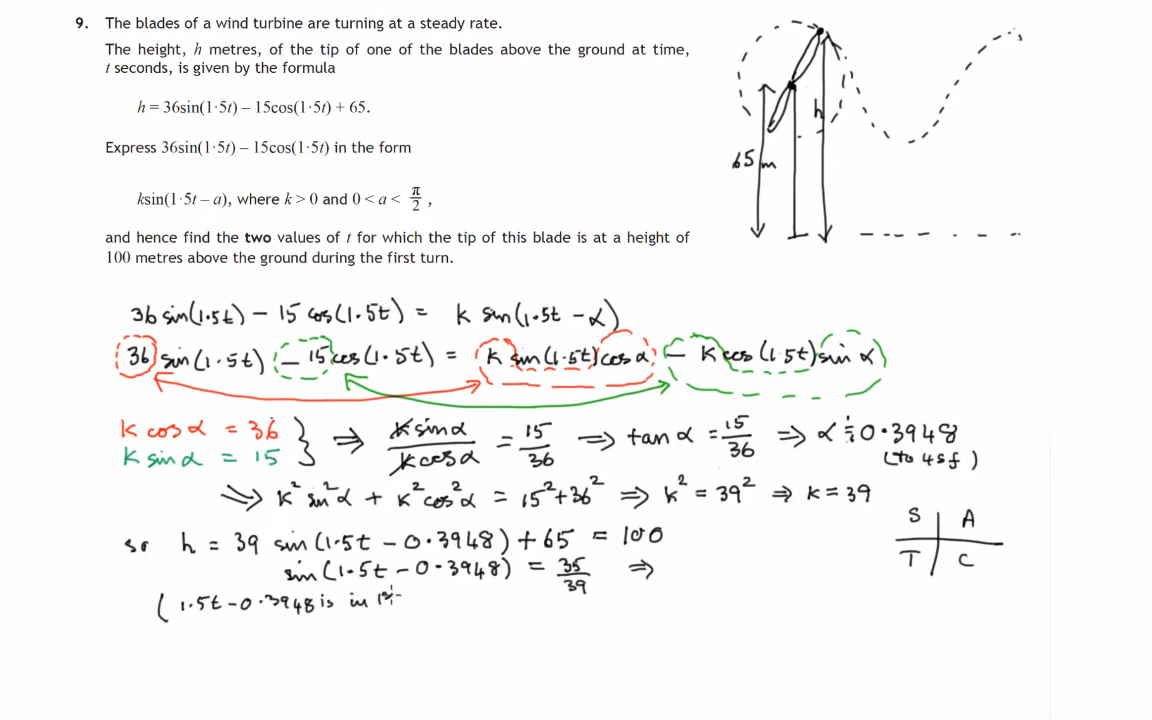 9. The blades of a wind turbine are turning at a steady rate.
The height, h metres, of the tip of one of the blades above the ground at time,
t seconds, is given by the formula
h = 36sin(1·5t) – 15cos(1·5t) + 65.
Express 36sin(1·5t) – 15cos(1·5t) in the form
ksin(1·5t – a), where k > 0 and 0 < a < π/2 ,
and hence find the two values of t for which the tip of this blade is at a height of
100 metres above the ground during the first turn.
h
65 m
36 sin(1.5t) – 15 cos(1.5t) = k sin(1.5t – α)
36 sin(1.5t) – 15 cos(1.5t) = k sin(1.5t) cos α – k cos(1.5t) sin α
k cos α = 36
k sin α = 15
} ⇒ k sin α / k cos α = 15/36 ⇒ tan α = 15/36 ⇒ α ≑ 0.3948
(to 4 s f)
⇒ k² sin² α + k² cos² α = 15² + 36² ⇒ k² = 39² ⇒ k = 39
so h = 39 sin(1.5t – 0.3948) + 65 = 100
sin(1.5t – 0.3948) = 35/39 ⇒
(1.5t – 0.3948 is in 1st
S A
T C